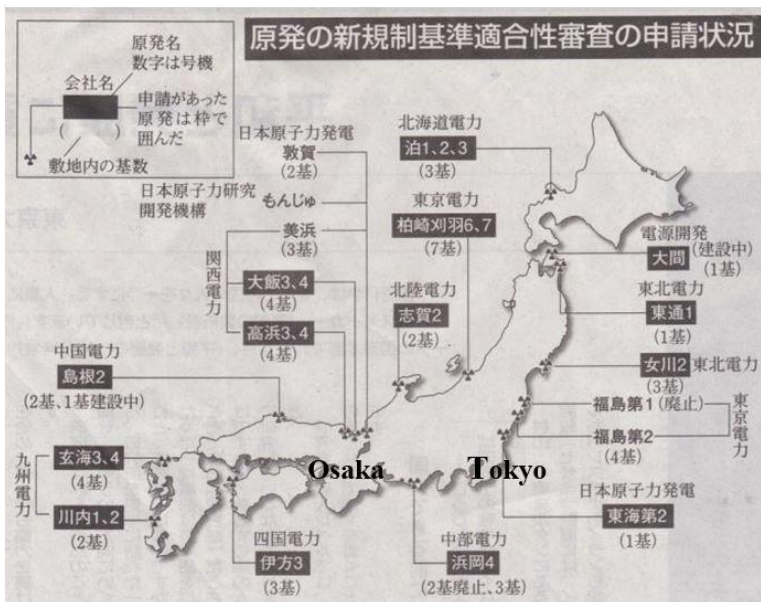 原発の新規制基準適合性審査の申請状況
原発名
数字は号機
会社名
(　　)
申請があった
原発は枠で
囲んだ
敷地内の基数
日本原子力発電
敦賀
(2基)
日本原子力研究
開発機構
もんじゅ
関西電力
美浜
(3基)
大飯3、4
(4基)
高浜3、4
(4基)
北海道電力
泊1、2、3
(3基)
東京電力
柏崎刈羽6、7
(7基)
北陸電力
志賀2
(2基)
電源開発
大間
(建設中)
(1基)
東北電力
東通1
(1基)
女川2
東北電力
(3基)
福島第1(廃止)
福島第2
(4基)
東京電力
日本原子力発電
東海第2
(1基)
中国電力
島根2
(2基、1基建設中)
九州電力
玄海3、4
(4基)
川内1、2
(2基)
四国電力
伊方3
(3基)
中部電力
浜岡4
(2基廃止、3基)
Osaka
Tokyo